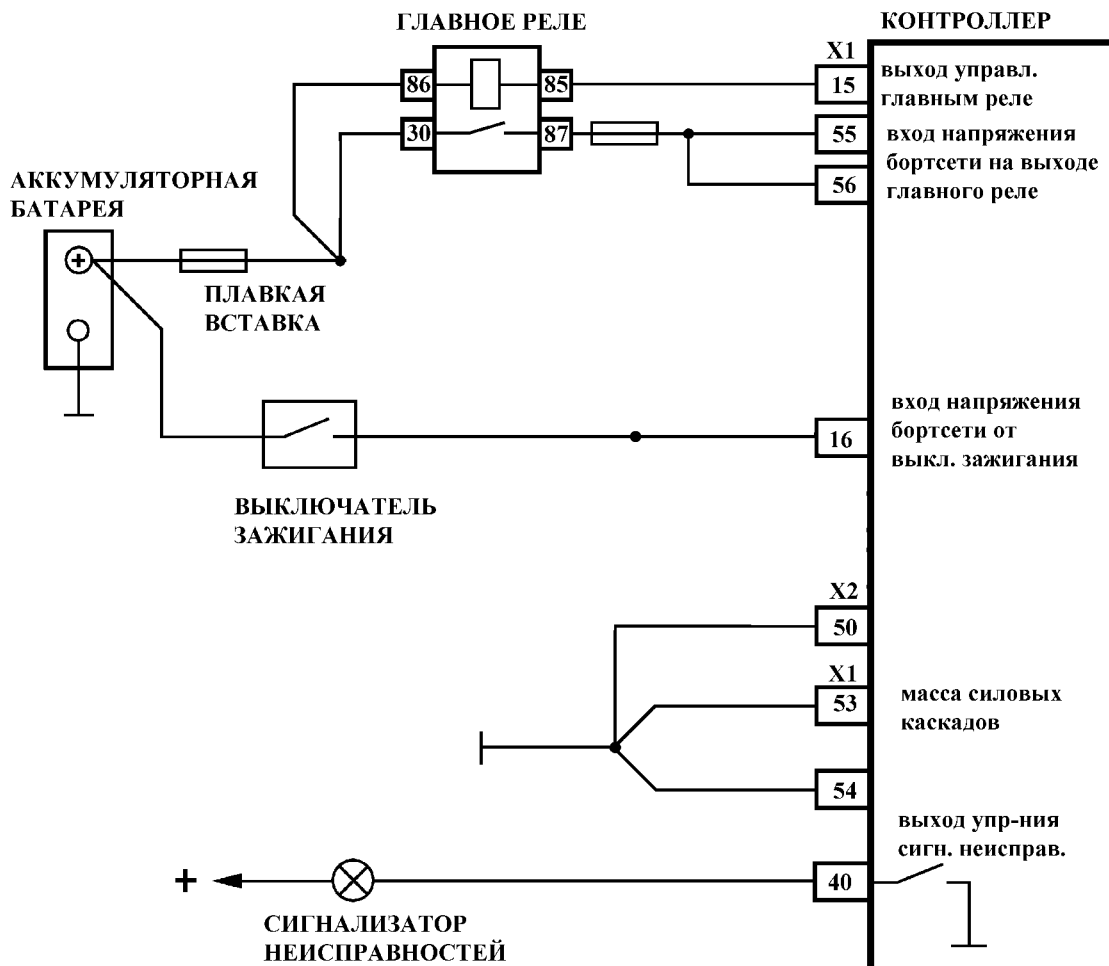 ГЛАВНОЕ РЕЛЕ
КОНТРОЛЛЕР
X1
86
85
15
выход управл.
главным реле
30
87
55
56
вход напряжения
бортсети на выходе
главного реле
АККУМУЛЯТОРНАЯ
БАТАРЕЯ
+
ПЛАВКАЯ
ВСТАВКА
16
вход напряжения
бортсети от
выкл. зажигания
ВЫКЛЮЧАТЕЛЬ
ЗАЖИГАНИЯ
X2
50
X1
53
масса силовых
каскадов
54
выход упр-ния
сигн. неисправ.
+
40
СИГНАЛИЗАТОР
НЕИСПРАВНОСТЕЙ